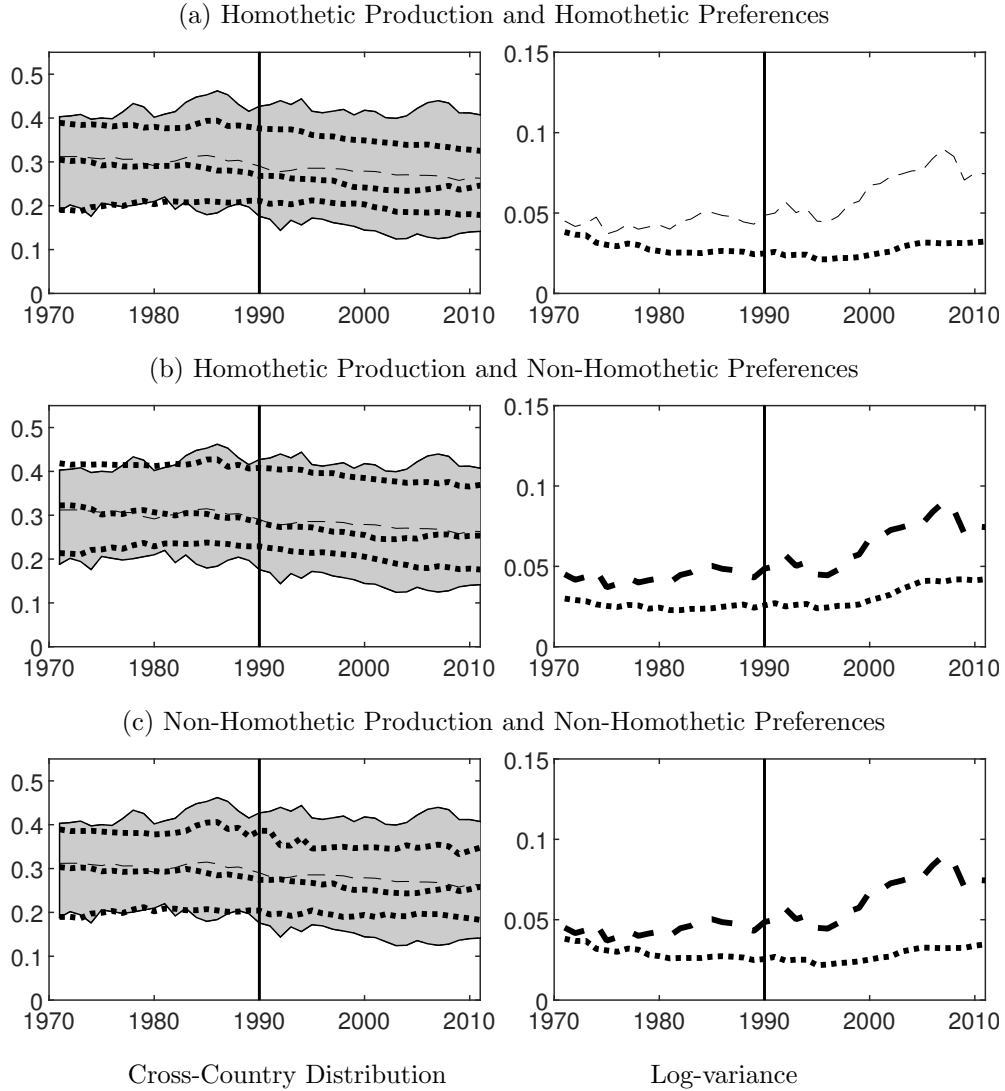 (a) Homothetic Production and Homothetic Preferences
0.5
0.4
0.3
0.2
0.1
0
1970 1980 1990 2000 2010
0.15
0.1
0.05
0
1970 1980 1990 2000 2010
(b) Homothetic Production and Non-Homothetic Preferences
0.5
0.4
0.3
0.2
0.1
0
1970 1980 1990 2000 2010
0.15
0.1
0.05
0
1970 1980 1990 2000 2010
(c) Non-Homothetic Production and Non-Homothetic Preferences
0.5
0.4
0.3
0.2
0.1
0
1970 1980 1990 2000 2010
0.15
0.1
0.05
0
1970 1980 1990 2000 2010
Cross-Country Distribution
Log-variance